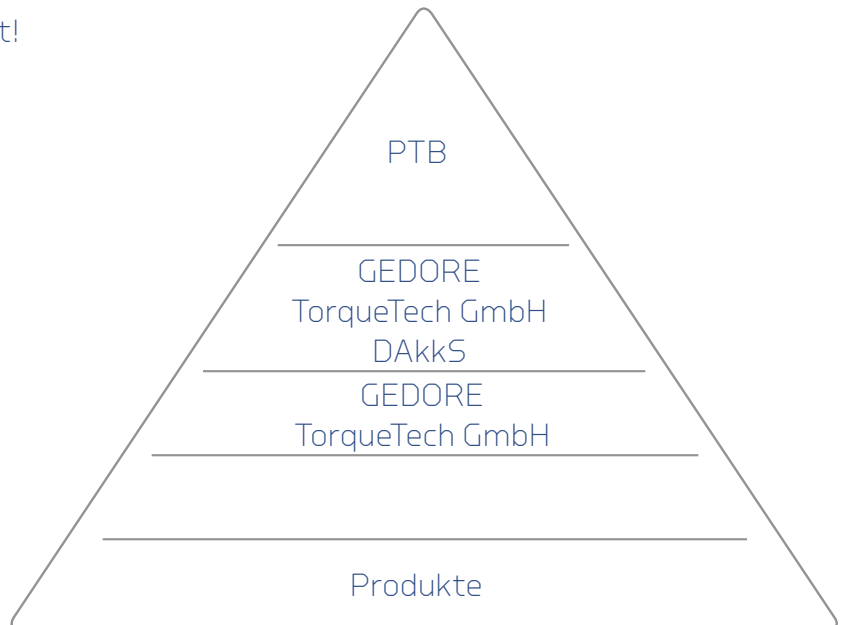 t!
PTB
GEDORE
TorqueTech GmbH
DAkkS
GEDORE
TorqueTech GmbH
Produkte